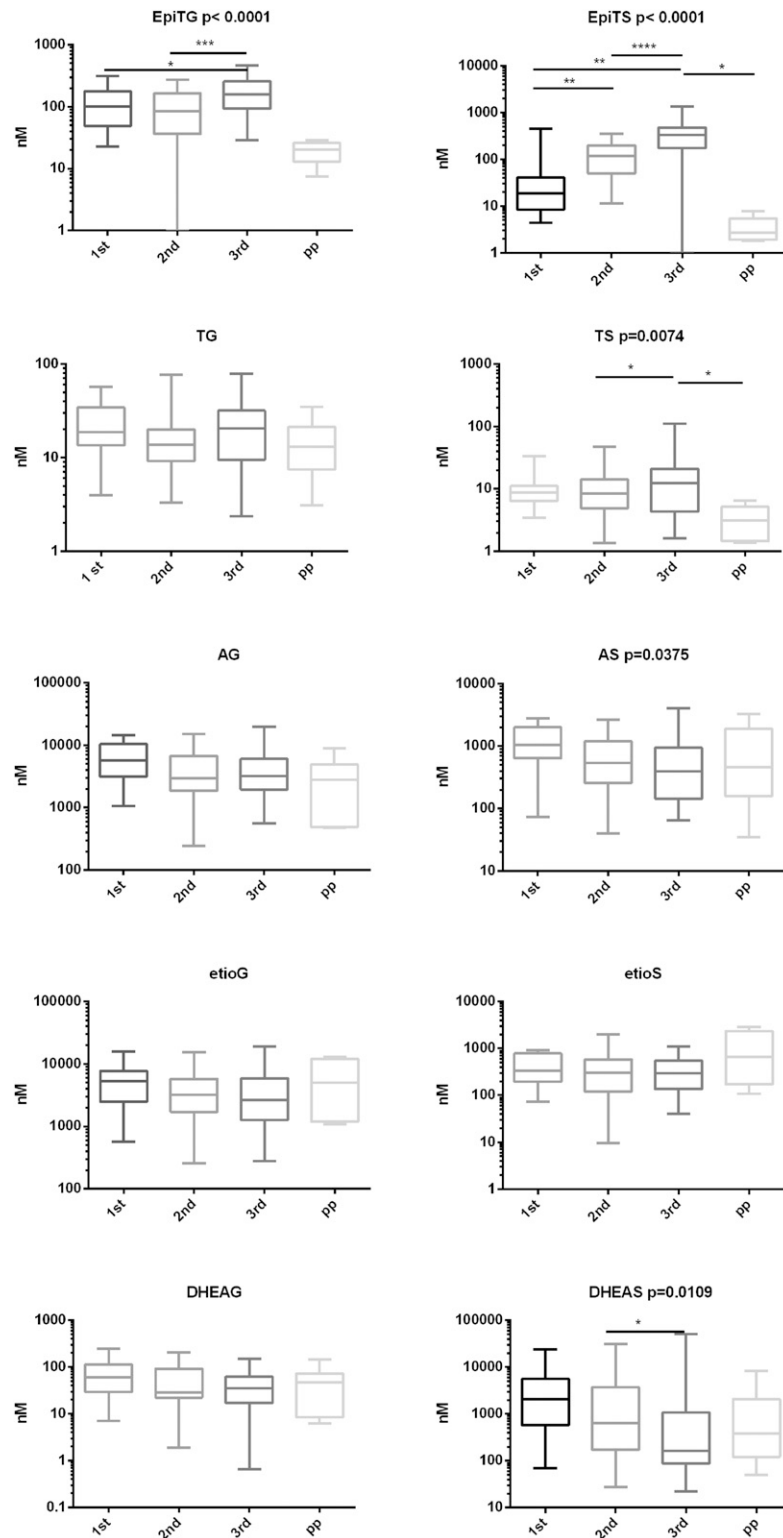 EpiTG p< 0.0001
***
*
1000
100
10
1
nM
1st
2nd
3rd
pp
EpiTS p< 0.0001
****
**
*
**
10000
1000
100
10
1
nM
1st
2nd
3rd
pp
TG
100
10
1
nM
1 st
2nd
3rd
pp
TS p=0.0074
*
*
1000
100
10
1
nM
1st
2nd
3rd
pp
AG
100000
10000
1000
100
nM
1st
2nd
3rd
pp
AS p=0.0375
10000
1000
100
10
nM
1st
2nd
3rd
pp
etioG
100000
10000
1000
100
nM
1st
2nd
3rd
pp
etioS
10000
1000
100
10
1
nM
1st
2nd
3rd
pp
DHEAG
1000
100
10
1
0.1
nM
1st
2nd
3rd
pp
DHEAS p=0.0109
*
100000
10000
1000
100
10
nM
1st
2nd
3rd
pp